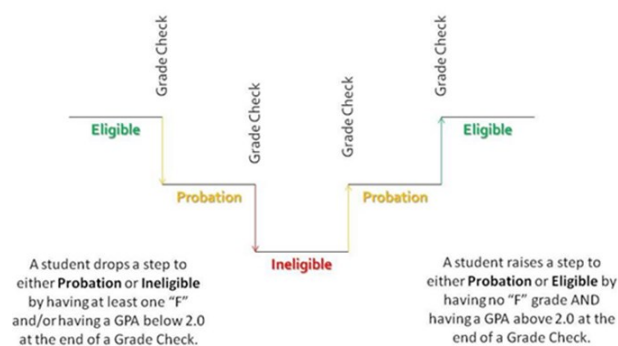 Grade Check
Grade Check
Grade Check
Grade Check
Eligible
Eligible
Probation
Probation
Ineligible
A student drops a step to
either Probation or Ineligible
by having at least one “F”
and/or having a GPA below 2.0
at the end of a Grade Check.
A student raises a step to
either Probation or Eligible by
having no “F” grade AND
having a GPA above 2.0 at the
end of a Grade Check.